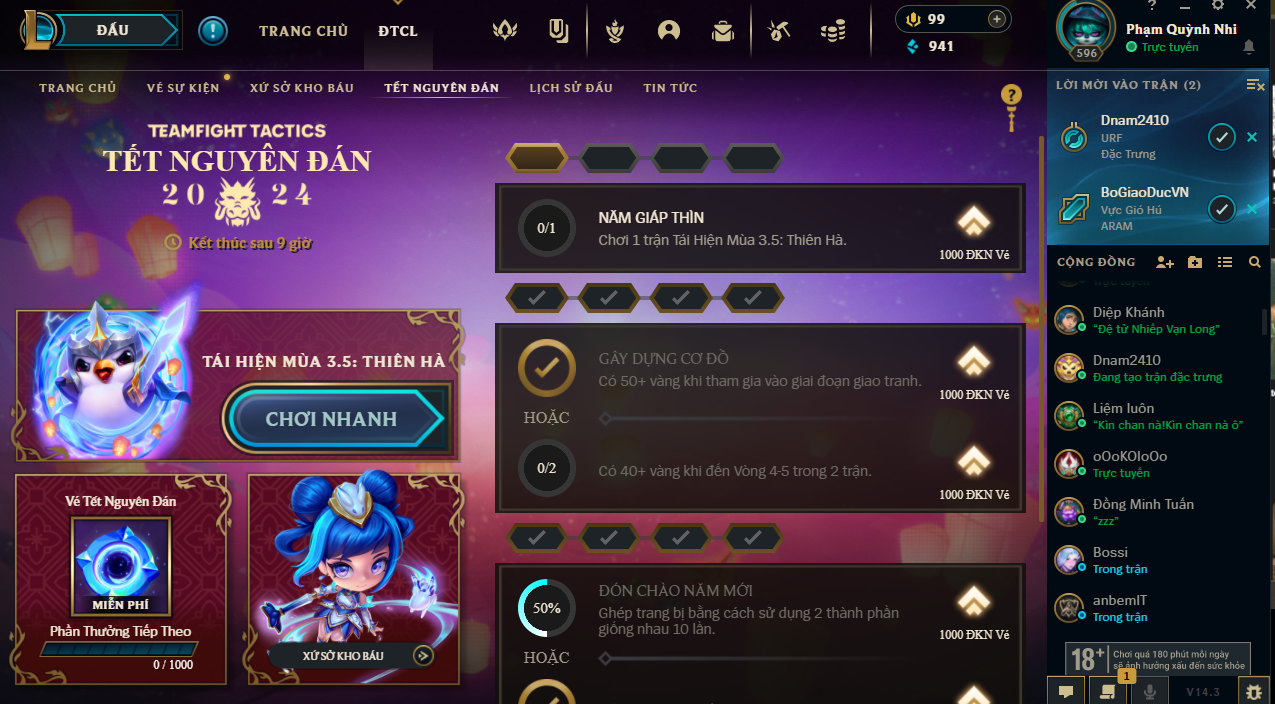 ĐẤU
TRANG CHỦ
ĐTCL
99
941
Phạm Quỳnh Nhi
Trực tuyến
596
TRANG CHỦ
VÉ SỰ KIỆN
XỨ SỞ KHO BÁU
TẾT NGUYÊN ĐÁN
LỊCH SỬ ĐẤU
TIN TỨC
?
TEAMFIGHT TACTICS
TẾT NGUYÊN ĐÁN
2024
Kết thúc sau 9 giờ
TÁI HIỆN MÙA 3.5: THIÊN HÀ
CHƠI NHANH
Vé Tết Nguyên Đán
MIỄN PHÍ
Phần Thưởng Tiếp Theo
0 / 1000
XỨ SỞ KHO BÁU
0/1
NĂM GIÁP THÌN
Chơi 1 trận Tái Hiện Mùa 3.5: Thiên Hà.
1000 ĐKN Vé
GÂY DỰNG CƠ ĐỒ
Có 50+ vàng khi tham gia vào giai đoạn giao tranh.
1000 ĐKN Vé
HOẶC
0/2
Có 40+ vàng khi đến Vòng 4-5 trong 2 trận.
1000 ĐKN Vé
50%
ĐÓN CHÀO NĂM MỚI
Ghép trang bị bằng cách sử dụng 2 thành phần
giống nhau 10 lần.
1000 ĐKN Vé
HOẶC
LỜI MỜI VÀO TRẬN (2)
Dnam2410
URF
Đặc Trưng
BoGiaoDucVN
Vực Gió Hú
ARAM
CỘNG ĐỒNG
Trực tuyến
Diệp Khánh
“Đệ tử Nhiếp Vạn Long”
Dnam2410
Đang tạo trận đặc trưng
Liệm luôn
“Kìn chan nà!Kìn chan nà ô”
oOoK0IoOo
Trực tuyến
Đồng Minh Tuấn
“zzz”
Bossi
Trong trận
anbemIT
Trong trận
18+
Chơi quá 180 phút mỗi ngày
sẽ ảnh hưởng xấu đến sức khỏe
1
V14.3